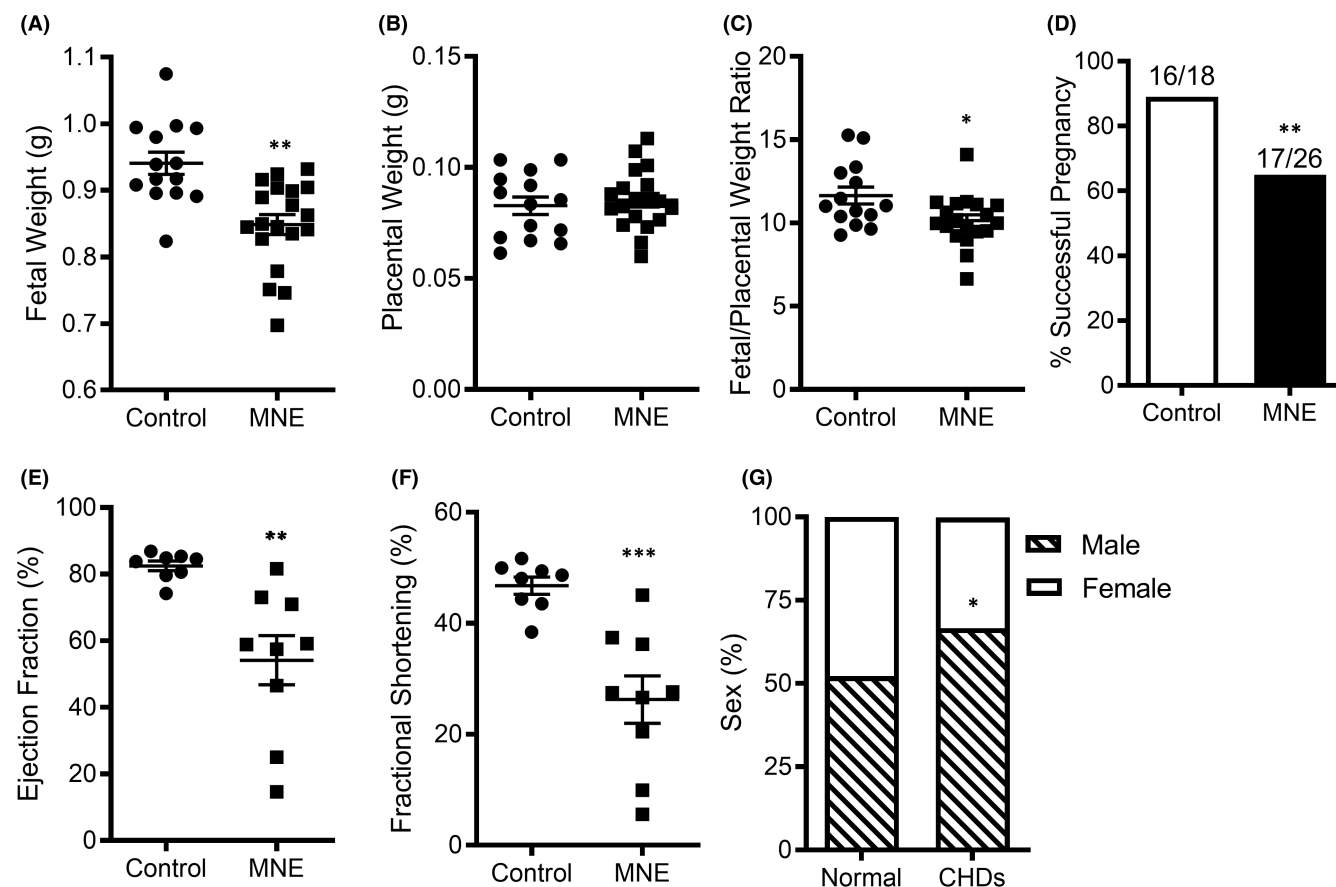 (A)
Fetal Weight (g)
1.1
1.0
0.9
0.8
0.7
0.6
**
Control
MNE
(B)
Placental Weight (g)
0.15
0.10
0.05
0.00
Control
MNE
(C)
Fetal/Placental Weight Ratio
20
15
10
5
0
*
Control
MNE
(D)
% Successful Pregnancy
100
80
60
40
20
0
16/18
**
17/26
Control
MNE
(E)
Ejection Fraction (%)
100
80
60
40
20
0
**
Control
MNE
(F)
Fractional Shortening (%)
60
40
20
0
***
Control
MNE
(G)
Sex (%)
100
75
50
25
0
*
Normal
CHDs
Male
Female